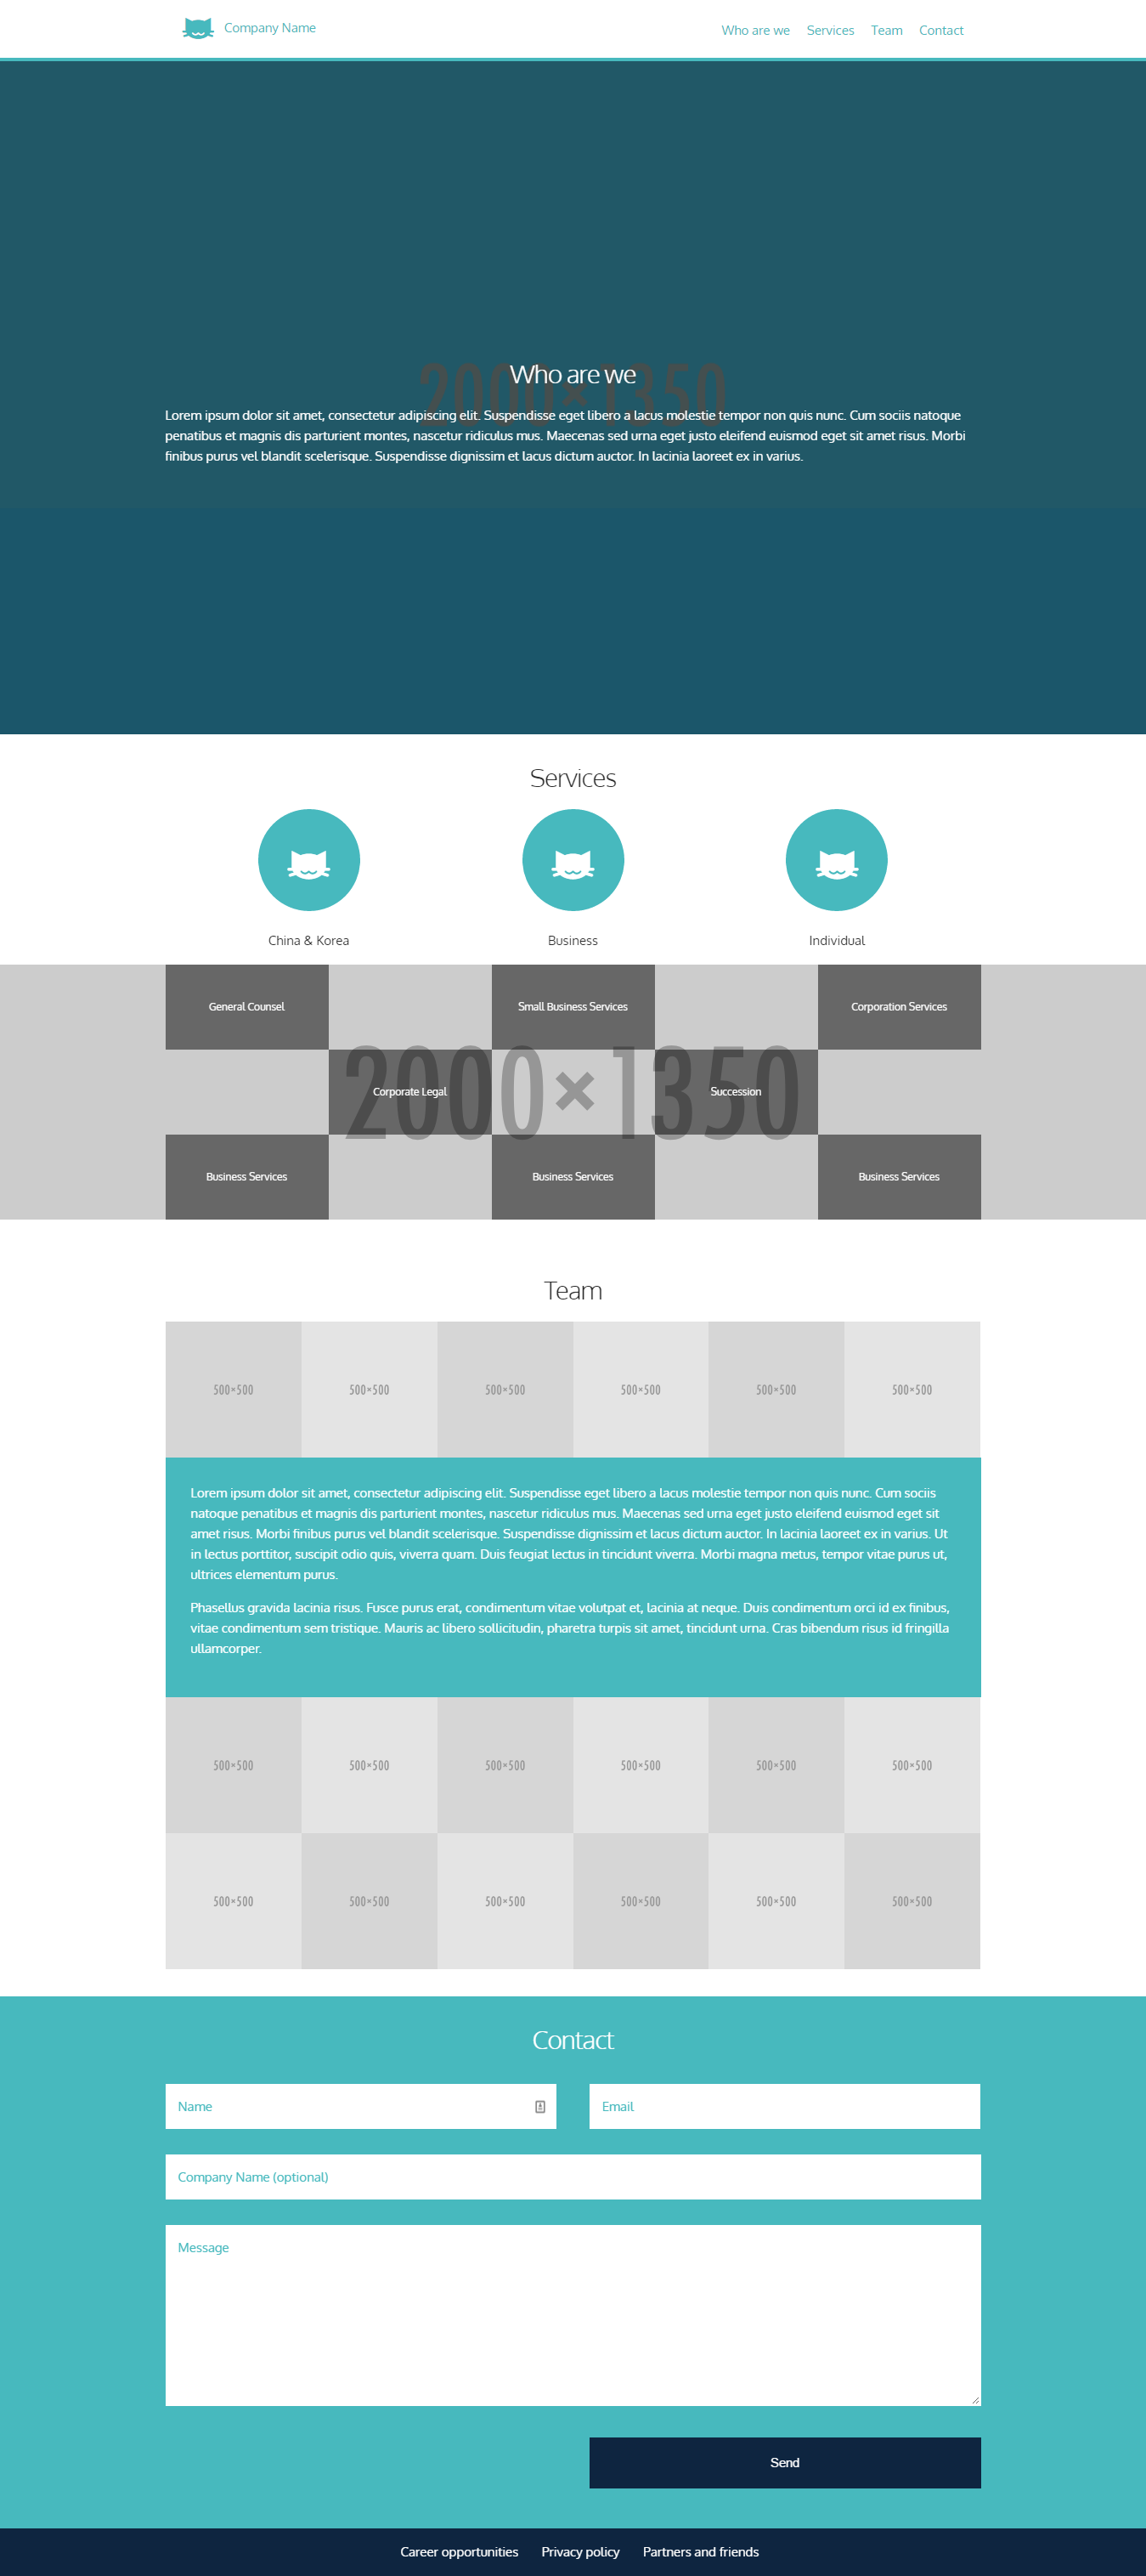 Company Name
Who are we Services Team Contact
2000×1350
Who are we
Lorem ipsum dolor sit amet, consectetur adipiscing elit. Suspendisse eget libero a lacus molestie tempor non quis nunc. Cum sociis natoque
penatibus et magnis dis parturient montes, nascetur ridiculus mus. Maecenas sed urna eget justo eleifend euismod eget sit amet risus. Morbi
finibus purus vel blandit scelerisque. Suspendisse dignissim et lacus dictum auctor. In lacinia laoreet ex in varius.
Services
China & Korea Business Individual
General Counsel Small Business Services Corporation Services
2000×1350
Corporate Legal Succession
Business Services Business Services Business Services
Team
500×500 500×500 500×500 500×500 500×500 500×500
Lorem ipsum dolor sit amet, consectetur adipiscing elit. Suspendisse eget libero a lacus molestie tempor non quis nunc. Cum sociis
natoque penatibus et magnis dis parturient montes, nascetur ridiculus mus. Maecenas sed urna eget justo eleifend euismod eget sit
amet risus. Morbi finibus purus vel blandit scelerisque. Suspendisse dignissim et lacus dictum auctor. In lacinia laoreet ex in varius. Ut
in lectus porttitor, suscipit odio quis, viverra quam. Duis feugiat lectus in tincidunt viverra. Morbi magna metus, tempor vitae purus ut,
ultrices elementum purus.
Phasellus gravida lacinia risus. Fusce purus erat, condimentum vitae volutpat et, lacinia at neque. Duis condimentum orci id ex finibus,
vitae condimentum sem tristique. Mauris ac libero sollicitudin, pharetra turpis sit amet, tincidunt urna. Cras bibendum risus id fringilla
ullamcorper.
500×500 500×500 500×500 500×500 500×500 500×500
500×500 500×500 500×500 500×500 500×500 500×500
Contact
Name Email
Company Name (optional)
Message
Send
Career opportunities Privacy policy Partners and friends